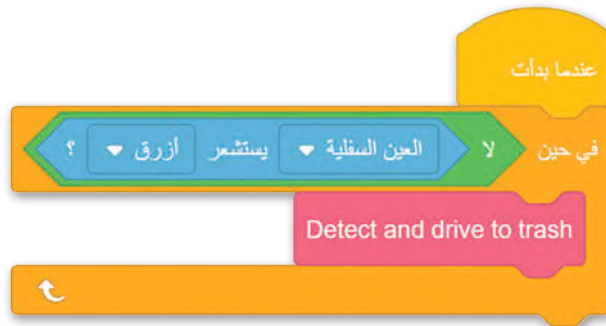 عندما بدأت
في حين لا العين السفلية يستشعر أزرق ؟
Detect and drive to trash